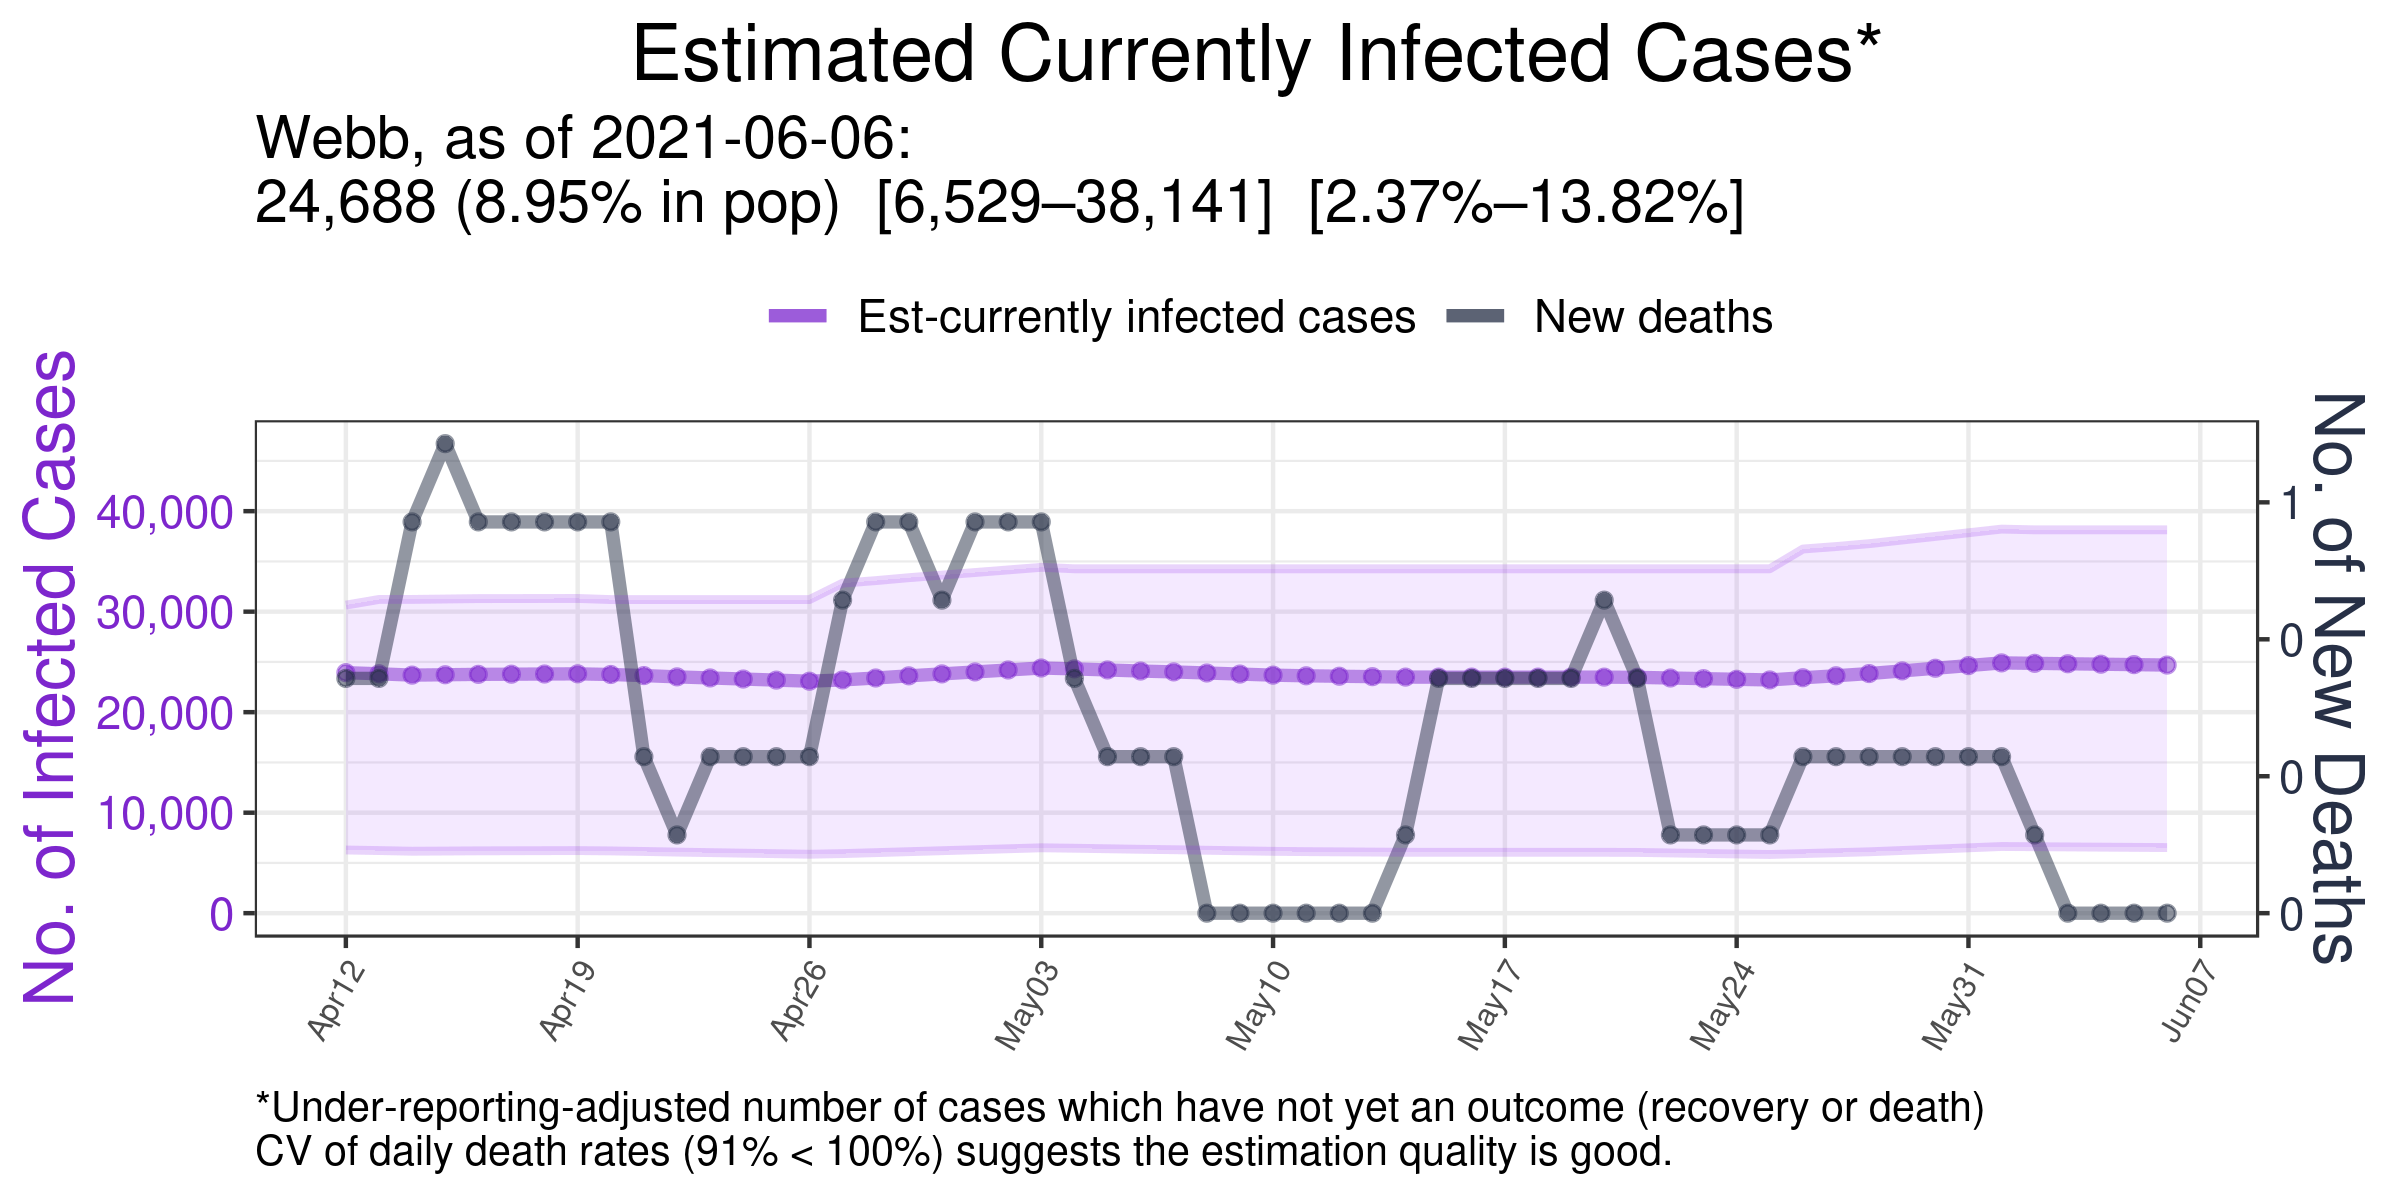 Estimated Currently Infected Cases*
Webb, as of 2021-06-06:
24,688 (8.95% in pop)  [6,529–38,141]  [2.37%–13.82%]
Est-currently infected cases
New deaths
No. of Infected Cases
40,000
30,000
20,000
10,000
0
No. of New Deaths
1
0
0
0
Apr12
Apr19
Apr26
May03
May10
May17
May24
May31
Jun07
*Under-reporting-adjusted number of cases which have not yet an outcome (recovery or death)
CV of daily death rates (91% < 100%) suggests the estimation quality is good.